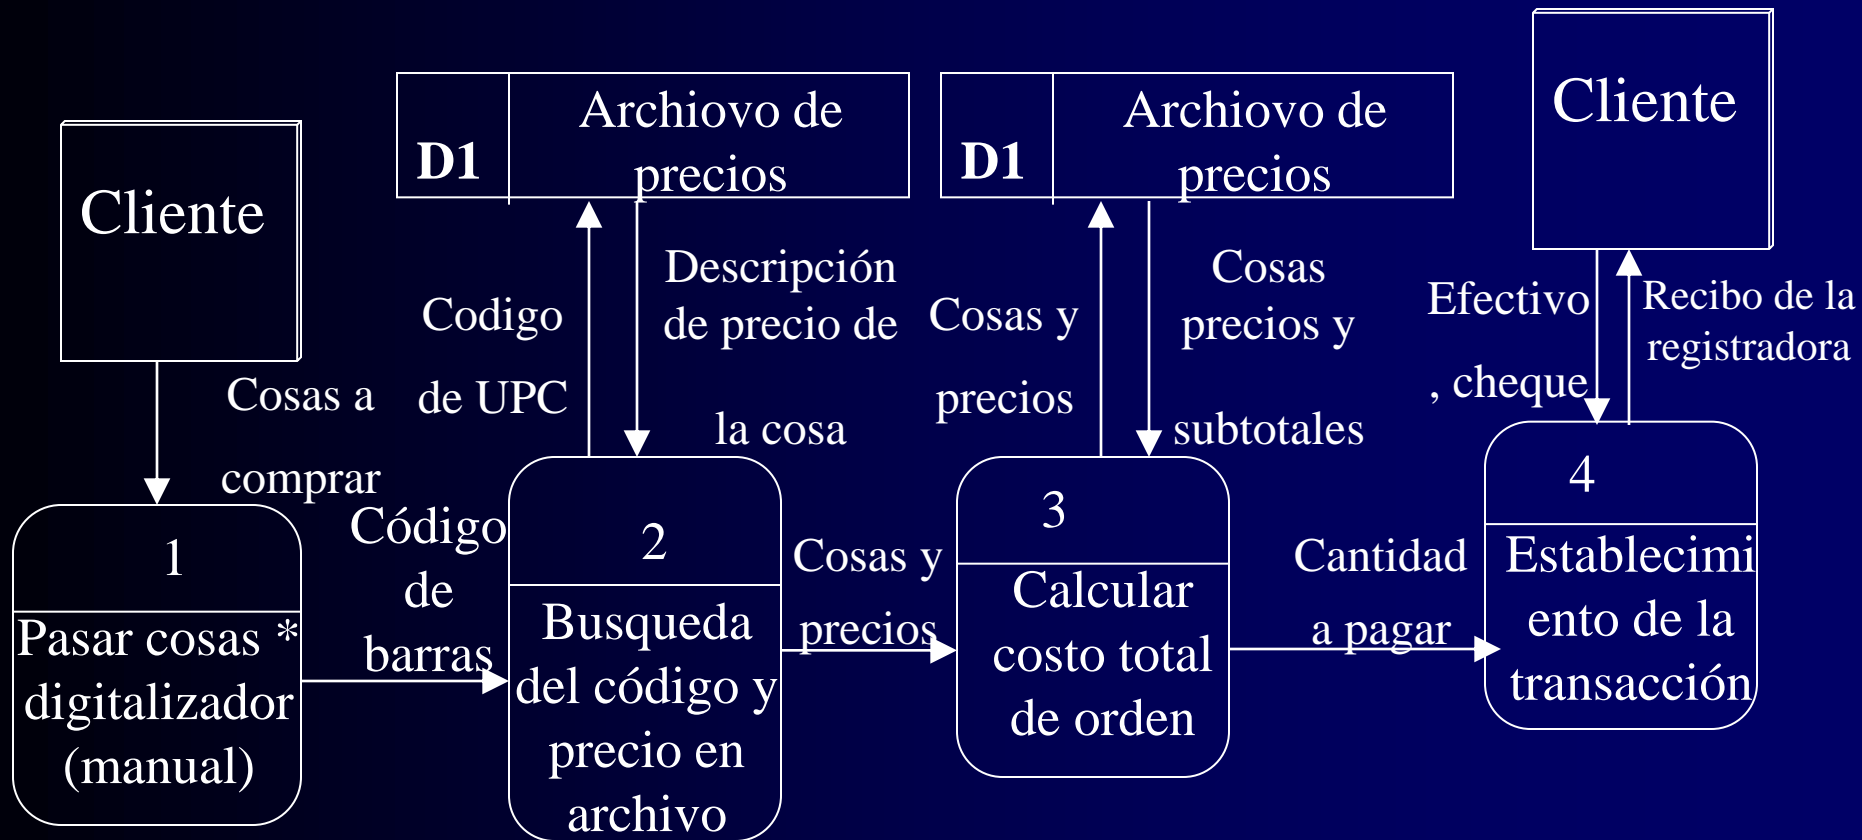 Cliente
D1
Archiovo de
precios
D1
Archiovo de
precios
Cliente
Cosas a
comprar
Codigo
de UPC
Descripción
de precio de
la cosa
Cosas y
precios
Cosas
precios y
subtotales
Efectivo
, cheque
Recibo de la
registradora
1
Pasar cosas *
digitalizador
(manual)
Código
de
barras
2
Busqueda
del código y
precio en
archivo
Cosas y
precios
3
Calcular
costo total
de orden
Cantidad
a pagar
4
Establecimi
ento de la
transacción